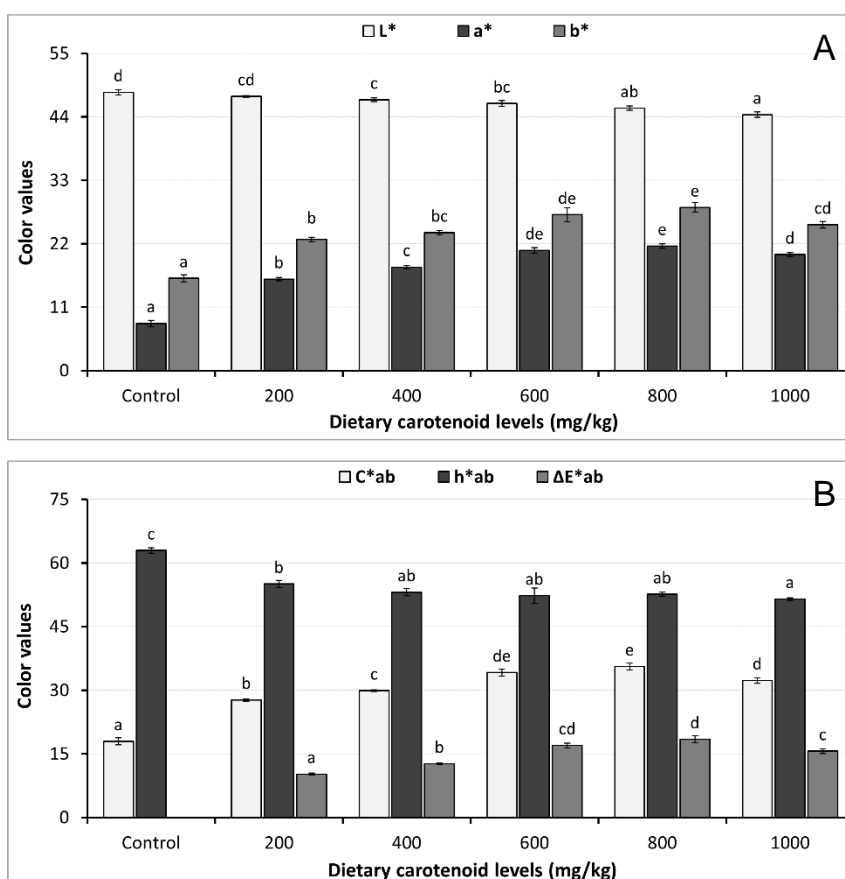 L* a* b*
A
55
44
33
22
11
0
Color values
d cd c bc ab a
a b c de e d
a b bc de e cd
Control 200 400 600 800 1000
Dietary carotenoid levels (mg/kg)
C*ab h*ab ΔE*ab
B
75
60
45
30
15
0
Color values
c b ab ab ab a
a b c de e d
a b cd d c
Control 200 400 600 800 1000
Dietary carotenoid levels (mg/kg)